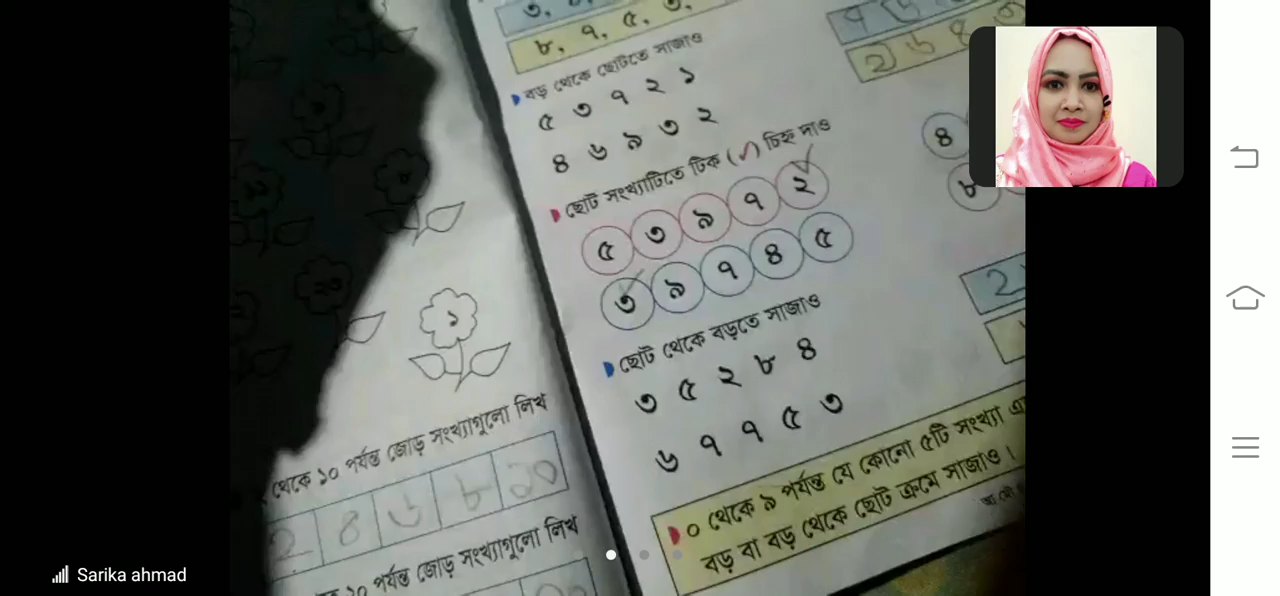 ৮, ৭, ৫, ৩,
বড় থেকে ছোটতে সাজাও
৫ ৩ ৭ ২ ১
৪ ৬ ৯ ৩ ২
ছোট সংখ্যাটিতে টিক (✓) চিহ্ন দাও
৫ ৩ ৯ ৭ ২
৩ ৯ ৭ ৪ ৫
ছোট থেকে বড়তে সাজাও
৩ ৫ ২ ৮ ৪
৬ ৭ ৭ ৫ ৩
০ থেকে ৯ পর্যন্ত যে কোনো ৫টি সংখ্যা
বড় বা বড় থেকে ছোট ক্রমে সাজাও।
৪
৮
১
থেকে ১০ পর্যন্ত জোড় সংখ্যাগুলো লিখ
২ ৪ ৬ ৮ ১০
১০ পর্যন্ত জোড় সংখ্যাগুলো লিখ
Sarika ahmad